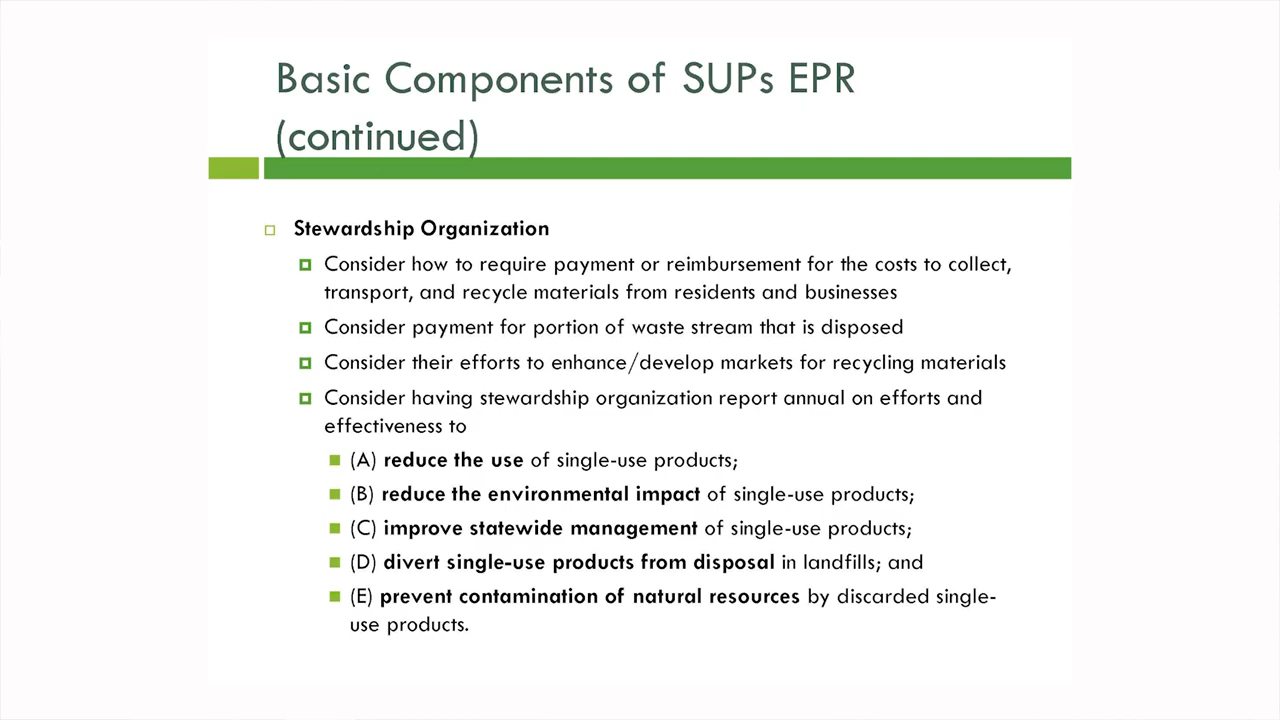 Basic Components of SUPs EPR
(continued)
Stewardship Organization
Consider how to require payment or reimbursement for the costs to collect,
transport, and recycle materials from residents and businesses
Consider payment for portion of waste stream that is disposed
Consider their efforts to enhance/develop markets for recycling materials
Consider having stewardship organization report annual on efforts and
effectiveness to
(A) reduce the use of single-use products;
(B) reduce the environmental impact of single-use products;
(C) improve statewide management of single-use products;
(D) divert single-use products from disposal in landfills; and
(E) prevent contamination of natural resources by discarded single-
use products.